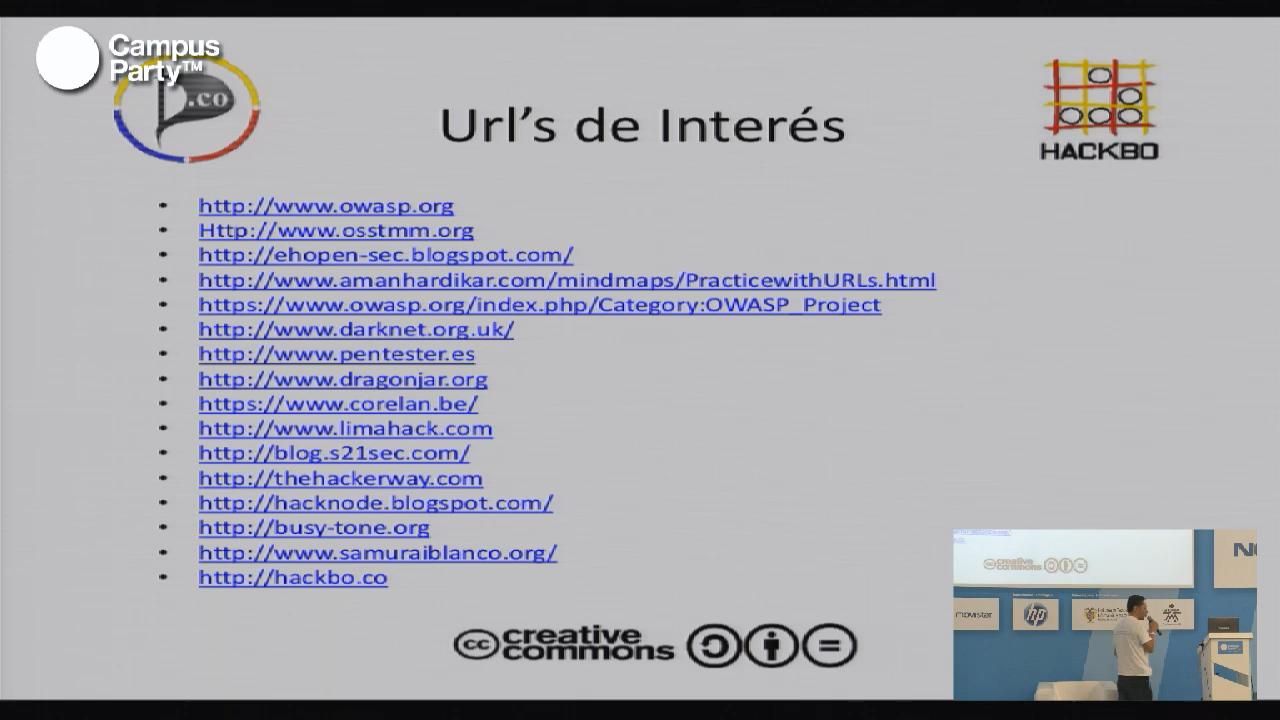 Campus
Party™
.co
Url's de Interés
HACKBO
• http://www.owasp.org
• Http://www.osstmm.org
• http://ehopen-sec.blogspot.com/
• http://www.amanhardikar.com/mindmaps/PracticewithURLs.html
• https://www.owasp.org/index.php/Category:OWASP_Project
• http://www.darknet.org.uk/
• http://www.pentester.es
• http://www.dragonjar.org
• https://www.corelan.be/
• http://www.limahack.com
• http://blog.s21sec.com/
• http://thehackerway.com
• http://hacknode.blogspot.com/
• http://busy-tone.org
• http://www.samuraiblanco.org/
• http://hackbo.co
cc creative
commons
creative
commons
movistar
hp